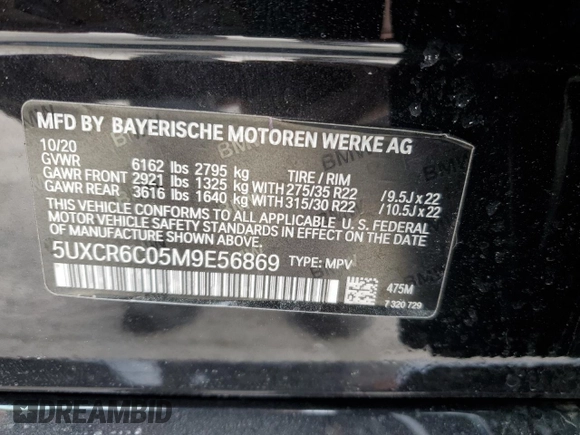 MFD BY BAYERISCHE MOTOREN WERKE AG
10/20
GVWR 6162 lbs 2795 kg TIRE / RIM
GAWR FRONT 2921 lbs 1325 kg WITH 275/35 R22 /9.5J x 22
GAWR REAR 3616 lbs 1640 kg WITH 315/30 R22 /10.5J x 22
THIS VEHICLE CONFORMS TO ALL APPLICABLE U. S. FEDERAL
MOTOR VEHICLE SAFETY STANDARDS IN EFFECT ON THE DATE
OF MANUFACTURE SHOWN ABOVE.
5UXCR6C05M9E56869 TYPE: MPV
475M
7 320 729
DREAMBID